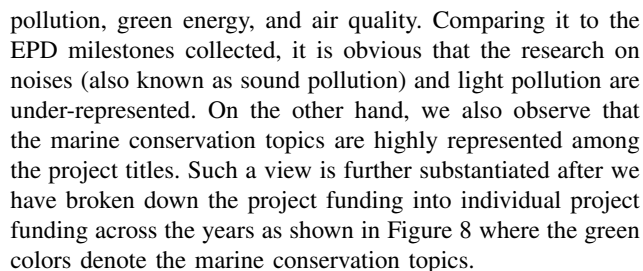 pollution, green energy, and air quality. Comparing it to the
EPD milestones collected, it is obvious that the research on
noises (also known as sound pollution) and light pollution are
under-represented. On the other hand, we also observe that
the marine conservation topics are highly represented among
the project titles. Such a view is further substantiated after we
have broken down the project funding into individual project
funding across the years as shown in Figure 8 where the green
colors denote the marine conservation topics.